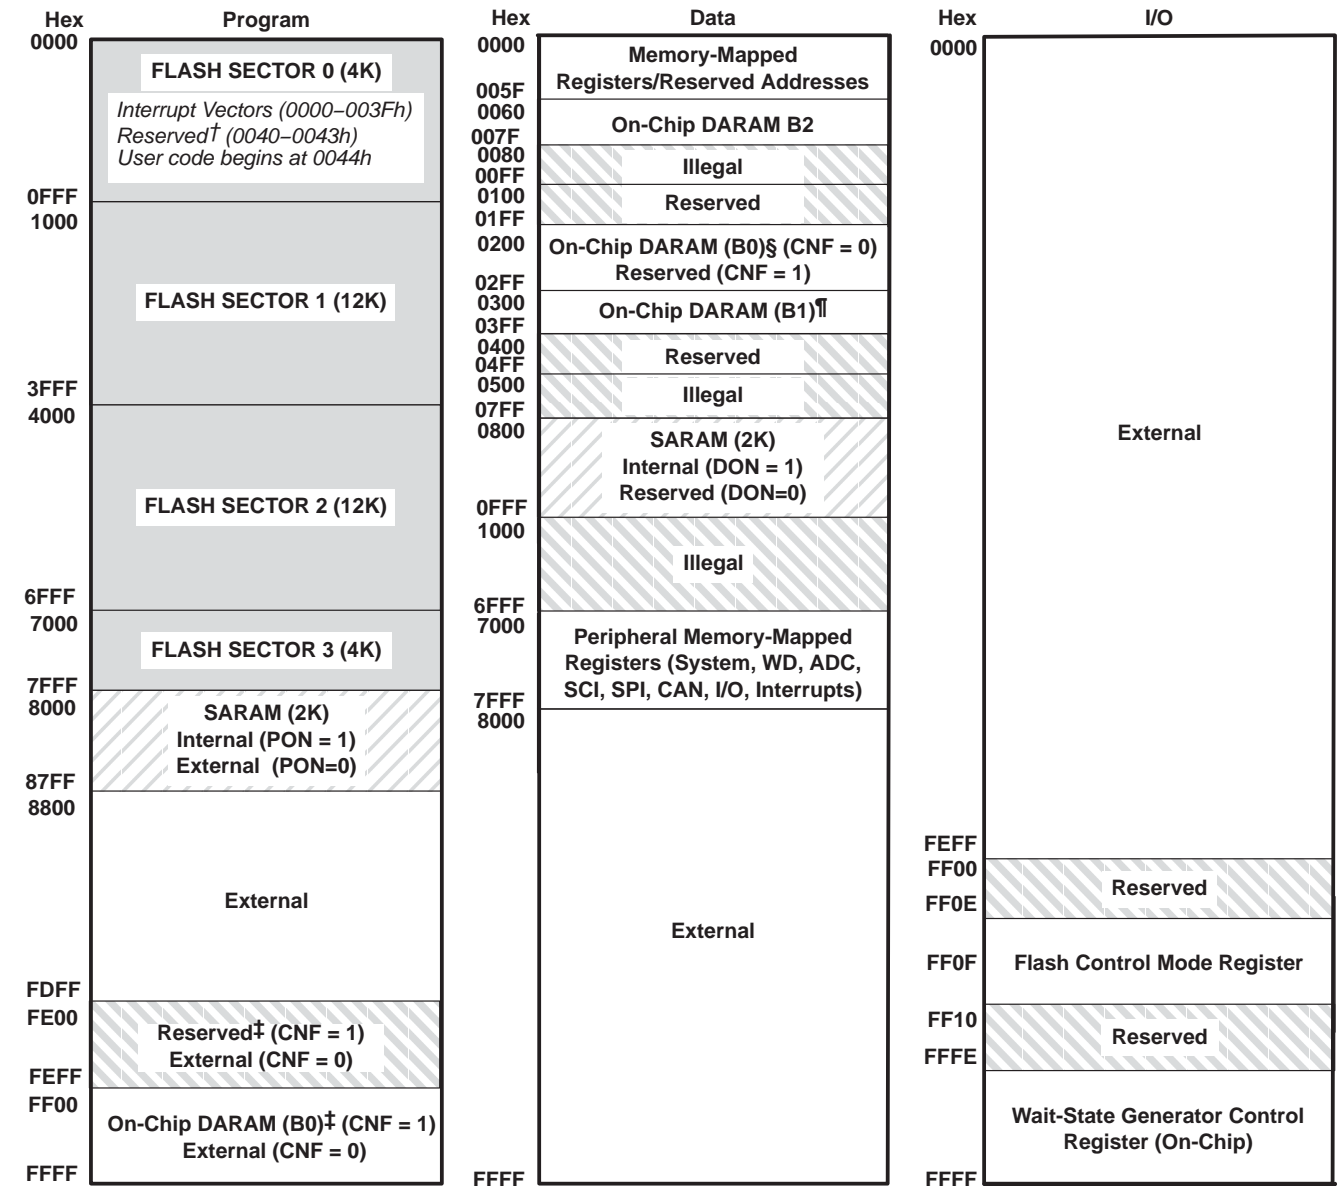 Hex Program
0000
FLASH SECTOR 0 (4K)
Interrupt Vectors (0000–003Fh)
Reserved† (0040–0043h)
User code begins at 0044h
0FFF
1000
FLASH SECTOR 1 (12K)
3FFF
4000
FLASH SECTOR 2 (12K)
6FFF
7000
FLASH SECTOR 3 (4K)
7FFF
8000
SARAM (2K)
Internal (PON = 1)
External (PON=0)
87FF
8800
External
FDFF
FE00
Reserved‡ (CNF = 1)
External (CNF = 0)
FEFF
FF00
On-Chip DARAM (B0)‡ (CNF = 1)
External (CNF = 0)
FFFF
Hex Data
0000
Memory-Mapped
Registers/Reserved Addresses
005F
0060
On-Chip DARAM B2
007F
0080
Illegal
00FF
0100
Reserved
01FF
0200
On-Chip DARAM (B0)§ (CNF = 0)
Reserved (CNF = 1)
02FF
0300
On-Chip DARAM (B1)¶
03FF
0400
Reserved
04FF
0500
Illegal
07FF
0800
SARAM (2K)
Internal (DON = 1)
Reserved (DON=0)
0FFF
1000
Illegal
6FFF
7000
Peripheral Memory-Mapped
Registers (System, WD, ADC,
SCI, SPI, CAN, I/O, Interrupts)
7FFF
8000
External
FFFF
Hex I/O
0000
External
FEFF
FF00
Reserved
FF0E
FF0F
Flash Control Mode Register
FF10
Reserved
FFFE
Wait-State Generator Control
Register (On-Chip)
FFFF